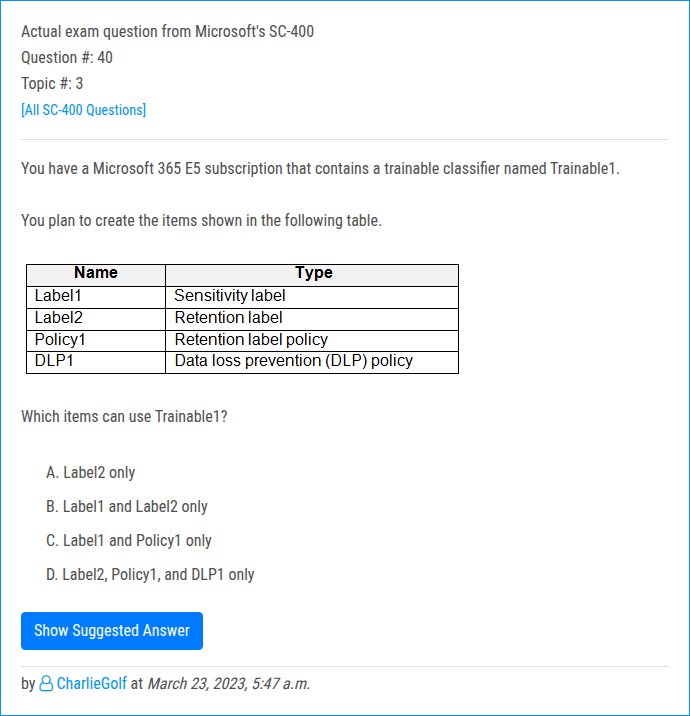 Actual exam question from Microsoft's SC-400
Question #: 40
Topic #: 3
[All SC-400 Questions]
You have a Microsoft 365 E5 subscription that contains a trainable classifier named Trainable1.
You plan to create the items shown in the following table.
Name Type
Label1 Sensitivity label
Label2 Retention label
Policy1 Retention label policy
DLP1 Data loss prevention (DLP) policy
Which items can use Trainable1?
A. Label2 only
B. Label1 and Label2 only
C. Label1 and Policy1 only
D. Label2, Policy1, and DLP1 only
Show Suggested Answer
by CharlieGolf at March 23, 2023, 5:47 a.m.